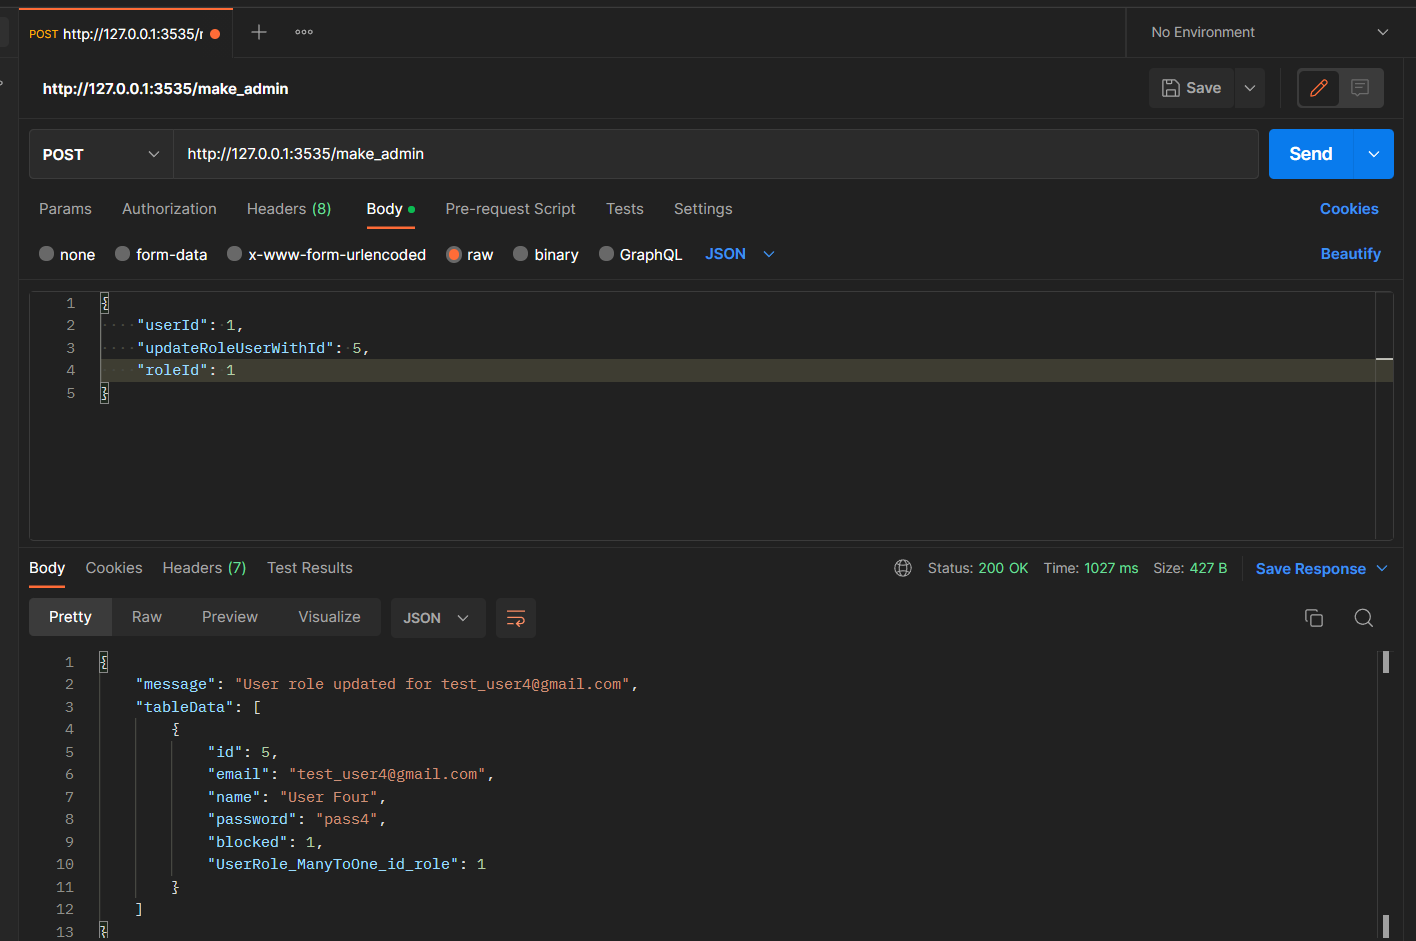 POST http://127.0.0.1:3535/r
No Environment
http://127.0.0.1:3535/make_admin
Save
POST
http://127.0.0.1:3535/make_admin
Send
Params Authorization Headers (8) Body Pre-request Script Tests Settings Cookies
none form-data x-www-form-urlencoded raw binary GraphQL JSON Beautify
1 {
2 "userId": 1,
3 "updateRoleUserWithId": 5,
4 "roleId": 1
5 }
Body Cookies Headers (7) Test Results Status: 200 OK Time: 1027 ms Size: 427 B Save Response
Pretty Raw Preview Visualize JSON
1 {
2 "message": "User role updated for test_user4@gmail.com",
3 "tableData": [
4 {
5 "id": 5,
6 "email": "test_user4@gmail.com",
7 "name": "User Four",
8 "password": "pass4",
9 "blocked": 1,
10 "UserRole_ManyToOne_id_role": 1
11 }
12 ]
13 }